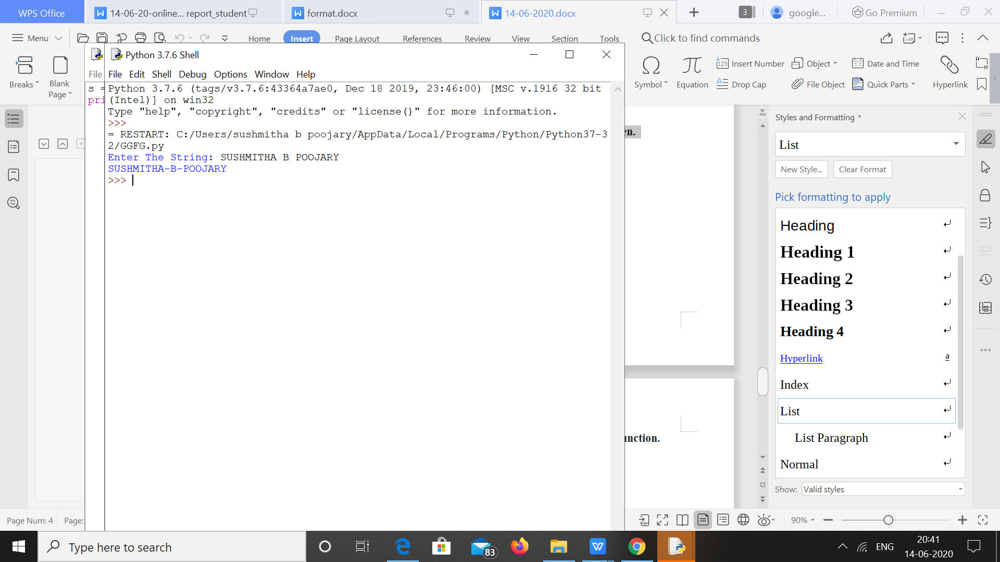 WPS Office
14-06-20-online... report_student
format.docx
14-06-2020.docx
3
google...
Go Premium
Menu
Home
Insert
Page Layout
References
Review
View
Section
Tools
Click to find commands
Breaks
Blank
Page
Symbol
Equation
Insert Number
Drop Cap
Object
File Object
Date and Time
Quick Parts
Hyperlink
File
s =
pri
Python 3.7.6 Shell
File Edit Shell Debug Options Window Help
Python 3.7.6 (tags/v3.7.6:43364a7ae0, Dec 18 2019, 23:46:00) [MSC v.1916 32 bit
(Intel)] on win32
Type "help", "copyright", "credits" or "license()" for more information.
>>>
= RESTART: C:/Users/sushmitha b poojary/AppData/Local/Programs/Python/Python37-3
2/GGFG.py
Enter The String: SUSHMITHA B POOJARY
SUSHMITHA-B-POOJARY
>>>
en.
unction.
Styles and Formatting
List
New Style...
Clear Format
Pick formatting to apply
Heading
Heading 1
Heading 2
Heading 3
Heading 4
Hyperlink
a
Index
List
List Paragraph
Normal
Show:
Valid styles
Page Num: 4
Page:
90%
Type here to search
83
ENG
20:41
14-06-2020